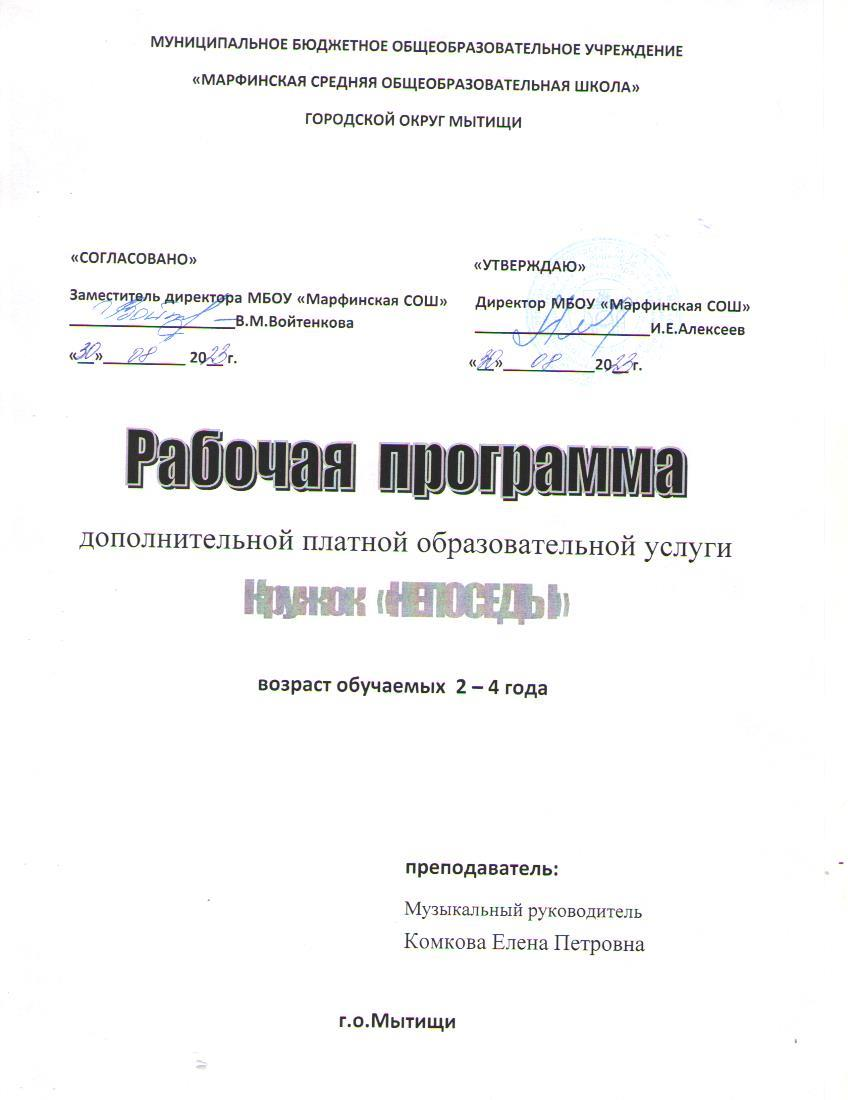 МУНИЦИПАЛЬНОЕ БЮДЖЕТНОЕ ОБЩЕОБРАЗОВАТЕЛЬНОЕ УЧРЕЖДЕНИЕ
«МАРФИНСКАЯ СРЕДНЯЯ ОБЩЕОБРАЗОВАТЕЛЬНАЯ ШКОЛА»
ГОРОДСКОЙ ОКРУГ МЫТИЩИ
«СОГЛАСОВАНО»
Заместитель директора МБОУ «Марфинская СОШ»
В.М.Войтенкова
«30» 08 2023 г.
«УТВЕРЖДАЮ»
Директор МБОУ «Марфинская СОШ»
И.Е.Алексеев
«30» 08 2023 г.
Рабочая программа
дополнительной платной образовательной услуги
Кружок «НЕПОСЕДЫ»
возраст обучаемых 2 – 4 года
преподаватель:
Музыкальный руководитель
Комкова Елена Петровна
г.о.Мытищи